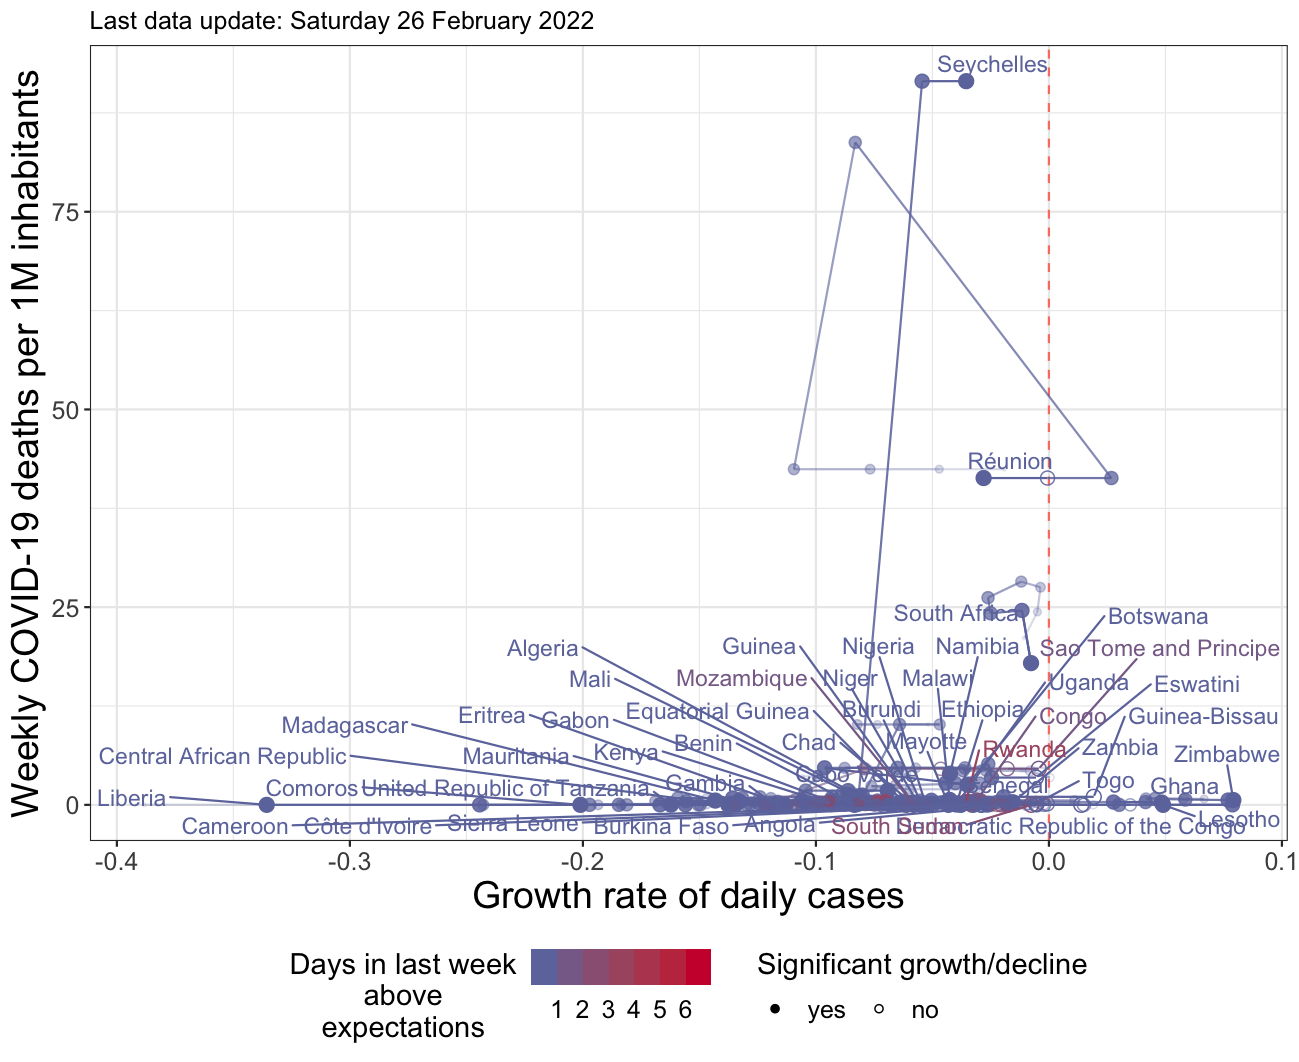 Last data update: Saturday 26 February 2022
Weekly COVID-19 deaths per 1M inhabitants
75
50
25
0
Seychelles
Réunion
South Africa
Botswana
Algeria
Guinea
Nigeria
Namibia
Sao Tome and Principe
Mali
Mozambique
Niger
Malawi
Uganda
Eswatini
Madagascar
Eritrea
Gabon
Equatorial Guinea
Burundi
Ethiopia
Congo
Guinea-Bissau
Central African Republic
Mauritania
Kenya
Benin
Chad
Mayotte
Rwanda
Zambia
Zimbabwe
Liberia
Comoros
United Republic of Tanzania
Gambia
Cabo Verde
Senegal
Togo
Ghana
Lesotho
Cameroon
Côte d'Ivoire
Sierra Leone
Burkina Faso
Angola
South Sudan
Democratic Republic of the Congo
-0.4
-0.3
-0.2
-0.1
0.0
0.1
Growth rate of daily cases
Days in last week
above
expectations
1 2 3 4 5 6
Significant growth/decline
yes
no